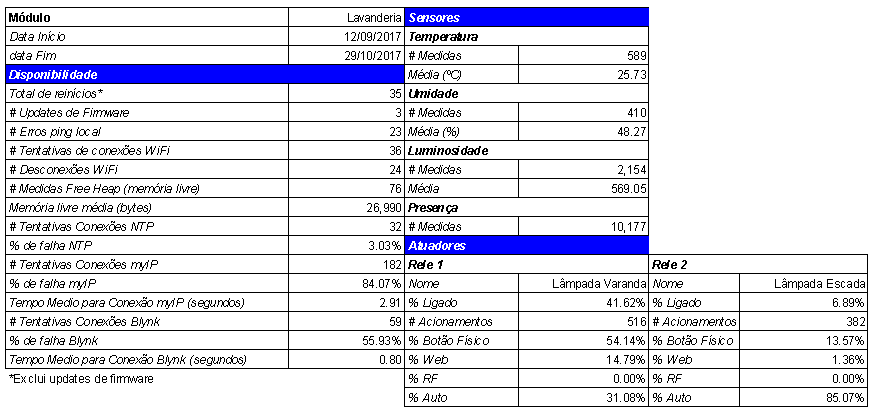 Módulo Lavanderia Sensores
Data Início 12/09/2017 Temperatura
data Fim 29/10/2017 # Medidas 589
Disponibilidade Média (ºC) 25.73
Total de reinícios* 35 Umidade
# Updates de Firmware 3 # Medidas 410
# Erros ping local 23 Média (%) 48.27
# Tentativas de conexões WiFi 36 Luminosidade
# Desconexões WiFi 24 # Medidas 2,154
# Medidas Free Heap (memória livre) 76 Média 569.05
Memória livre média (bytes) 26,990 Presença
# Tentativas Conexões NTP 32 # Medidas 10,177
% de falha NTP 3.03% Atuadores
# Tentativas Conexões myIP 182 Rele 1 Rele 2
% de falha myIP 84.07% Nome Lâmpada Varanda Nome Lâmpada Escada
Tempo Medio para Conexão myIP (segundos) 2.91 % Ligado 41.62% % Ligado 6.89%
# Tentativas Conexões Blynk 59 # Acionamentos 516 # Acionamentos 382
% de falha Blynk 55.93% % Botão Físico 54.14% % Botão Físico 13.57%
Tempo Medio para Conexão Blynk (segundos) 0.80 % Web 14.79% % Web 1.36%
*Exclui updates de firmware % RF 0.00% % RF 0.00%
% Auto 31.08% % Auto 85.07%